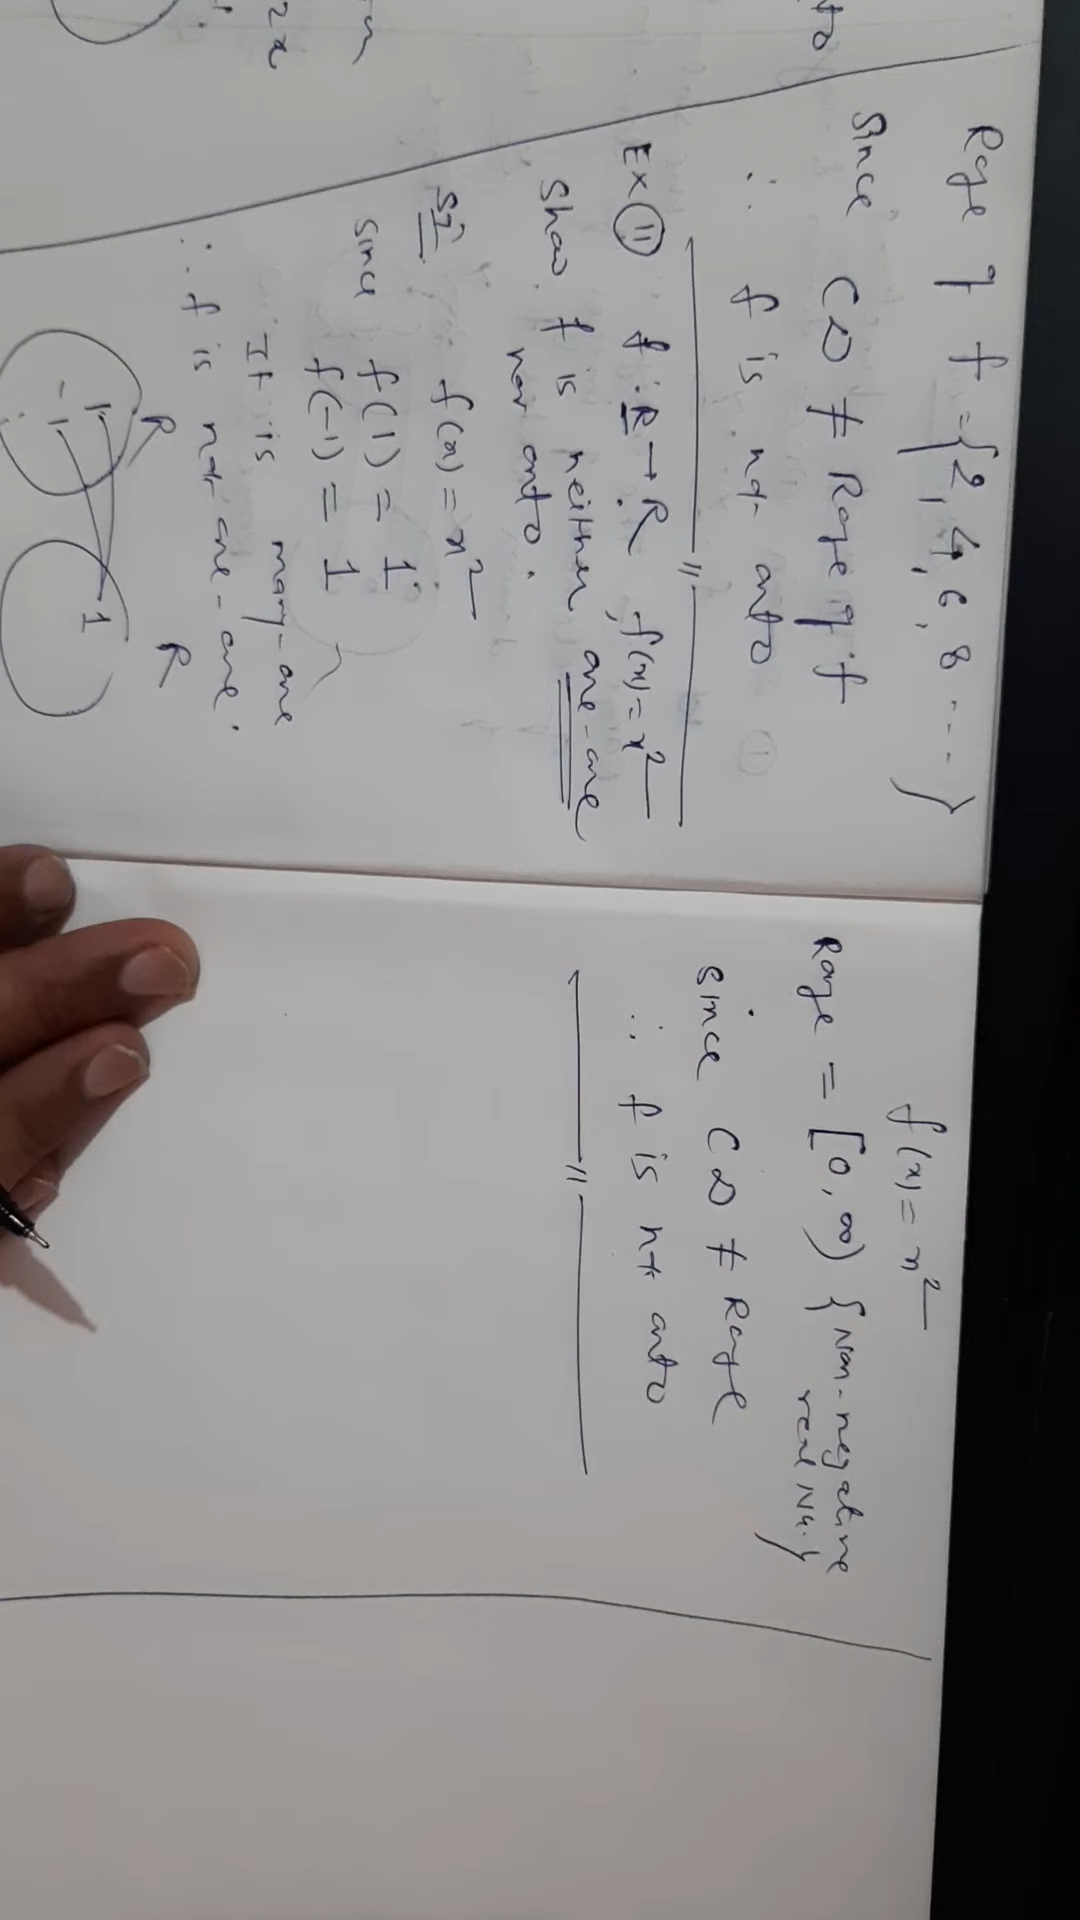 Range of f = {2, 4, 6, 8 ---}
Since CD ≠ Range of f
∴ f is not onto
Ex (11) f : R → R, f(x) = x²
Show f is neither one-one
nor onto.
Sol f(x) = x²
Since f(1) = 1
f(-1) = 1
It is many-one
∴ f is not one-one.
R R
1
-1
1
f(x) = x²
Range = [0, ∞) {Non-negative
real No.}
Since CD ≠ Range
∴ f is not onto
2x